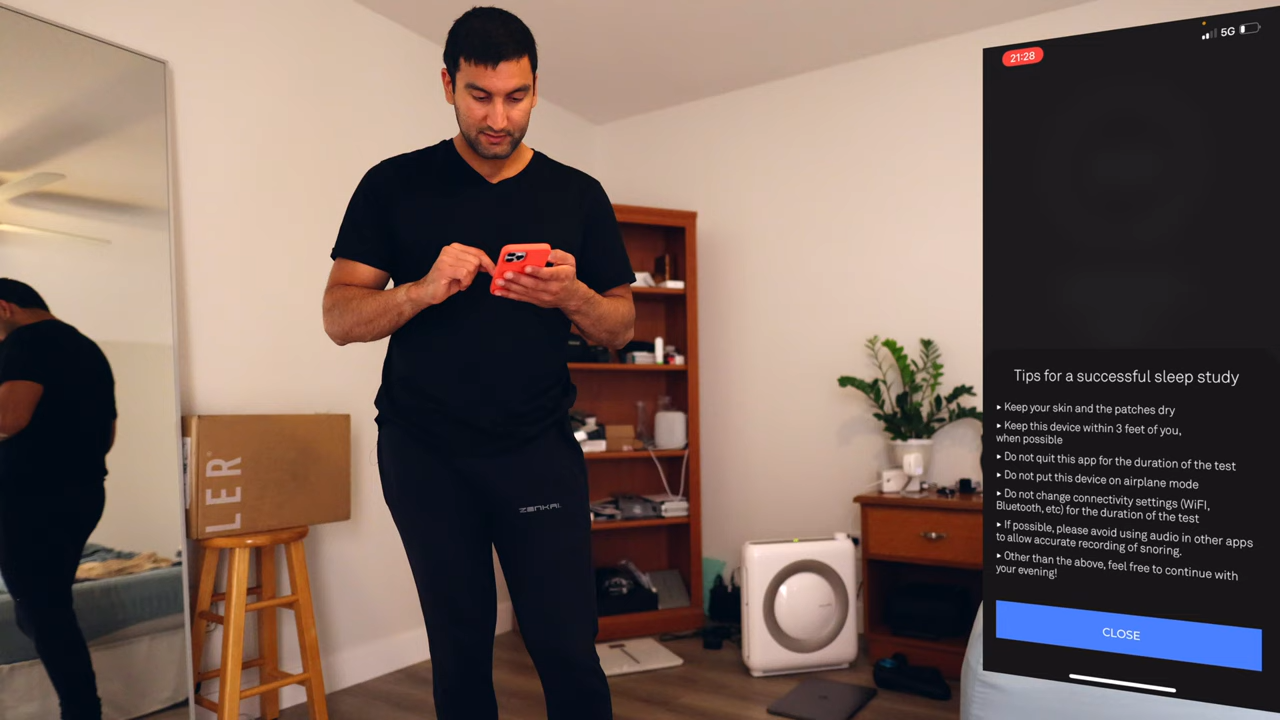 21:28
5G
Tips for a successful sleep study
▸ Keep your skin and the patches dry
▸ Keep this device within 3 feet of you,
when possible
▸ Do not quit this app for the duration of the test
▸ Do not put this device on airplane mode
▸ Do not change connectivity settings (WiFI,
Bluetooth, etc) for the duration of the test
▸ If possible, please avoid using audio in other apps
to allow accurate recording of snoring.
▸ Other than the above, feel free to continue with
your evening!
CLOSE
LER
ZENKAI